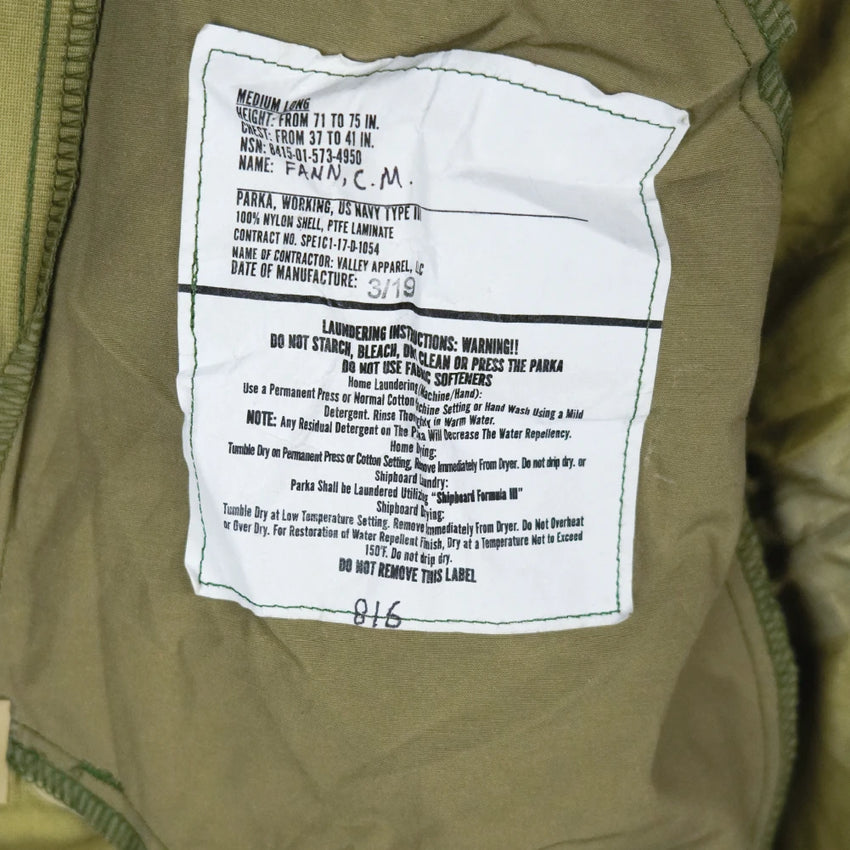 MEDIUM LONG
HEIGHT: FROM 71 TO 75 IN.
CHEST: FROM 37 TO 41 IN.
NSN: 8415-01-573-4950
NAME: FANN, C.M.
PARKA, WORKING, US NAVY TYPE III
100% NYLON SHELL, PTFE LAMINATE
CONTRACT NO. SPE1C1-17-D-1054
NAME OF CONTRACTOR: VALLEY APPAREL, LLC
DATE OF MANUFACTURE: 3/19
LAUNDERING INSTRUCTIONS: WARNING!!
DO NOT STARCH, BLEACH, DRY CLEAN OR PRESS THE PARKA
DO NOT USE FABRIC SOFTENERS
Home Laundering (Machine/Hand):
Use a Permanent Press or Normal Cotton Machine Setting or Hand Wash Using a Mild
Detergent. Rinse Thoroughly in Warm Water.
NOTE: Any Residual Detergent on The Parka Will Decrease The Water Repellency.
Home Drying:
Tumble Dry on Permanent Press or Cotton Setting, Remove Immediately From Dryer. Do not drip dry. or
Shipboard Laundry:
Parka Shall be Laundered Utilizing "Shipboard Formula III"
Shipboard Drying:
Tumble Dry at Low Temperature Setting. Remove Immediately From Dryer. Do Not Overheat
or Over Dry. For Restoration of Water Repellent Finish, Dry at a Temperature Not to Exceed
150°F. Do not drip dry.
DO NOT REMOVE THIS LABEL
816